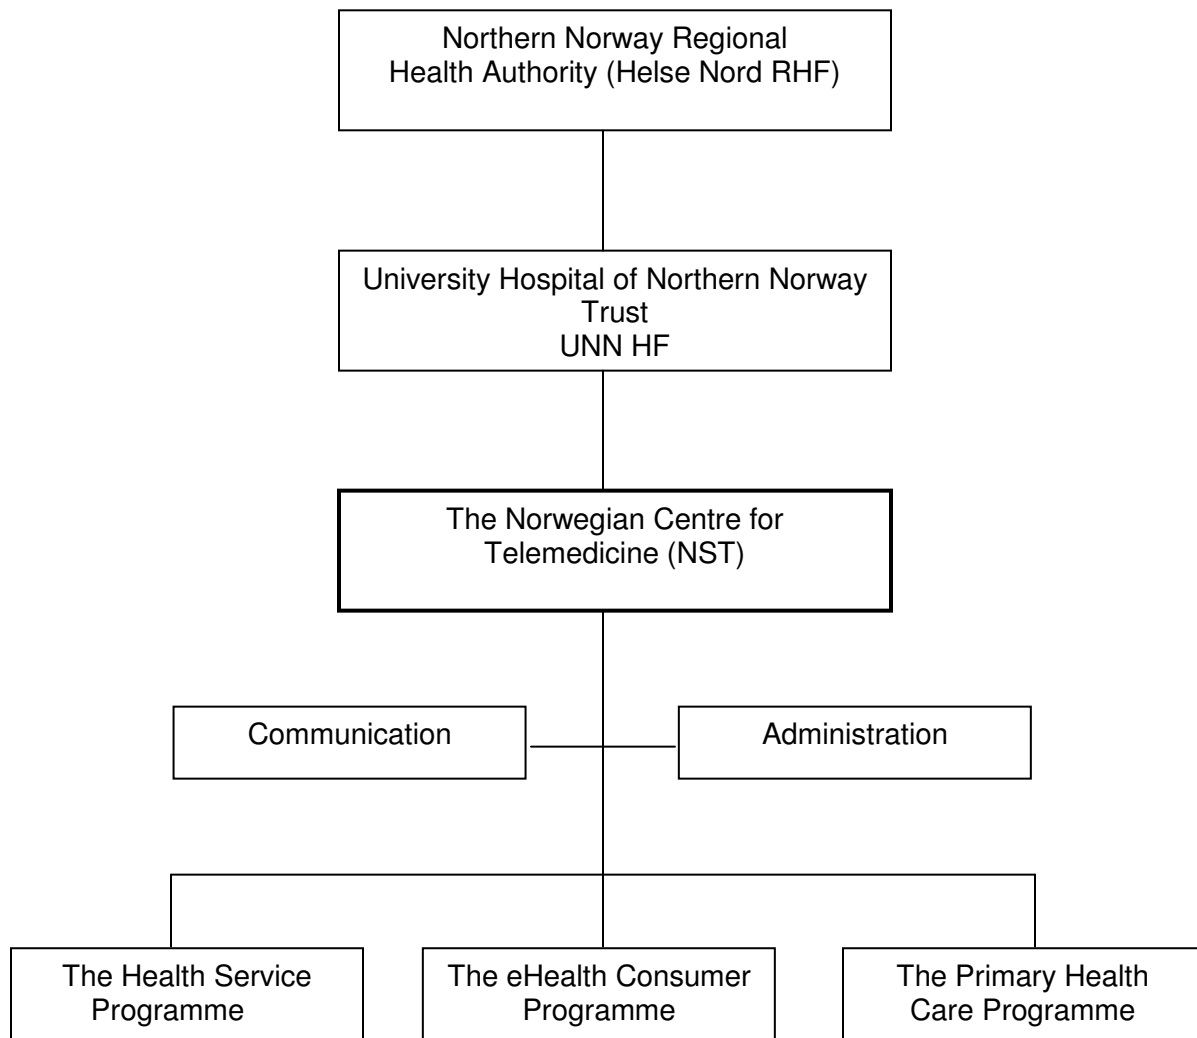 Northern Norway Regional
Health Authority (Helse Nord RHF)
University Hospital of Northern Norway
Trust
UNN HF
The Norwegian Centre for
Telemedicine (NST)
Communication
Administration
The Health Service
Programme
The eHealth Consumer
Programme
The Primary Health
Care Programme